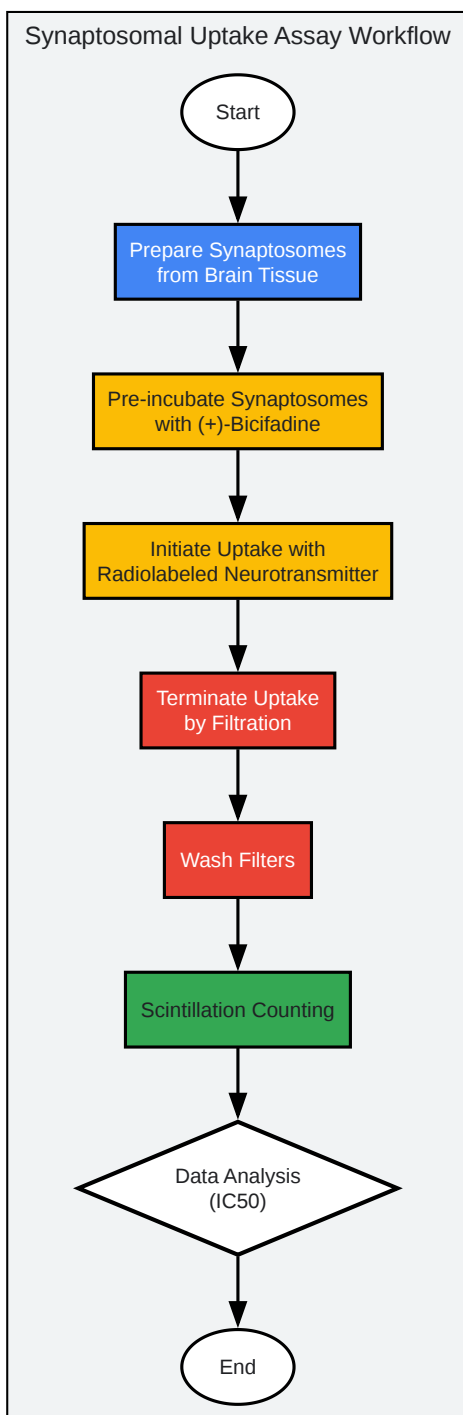 Synaptosomal Uptake Assay Workflow
Start
Prepare Synaptosomes
from Brain Tissue
Pre-incubate Synaptosomes
with (+)-Bicifadine
Initiate Uptake with
Radiolabeled Neurotransmitter
Terminate Uptake
by Filtration
Wash Filters
Scintillation Counting
Data Analysis
(IC50)
End